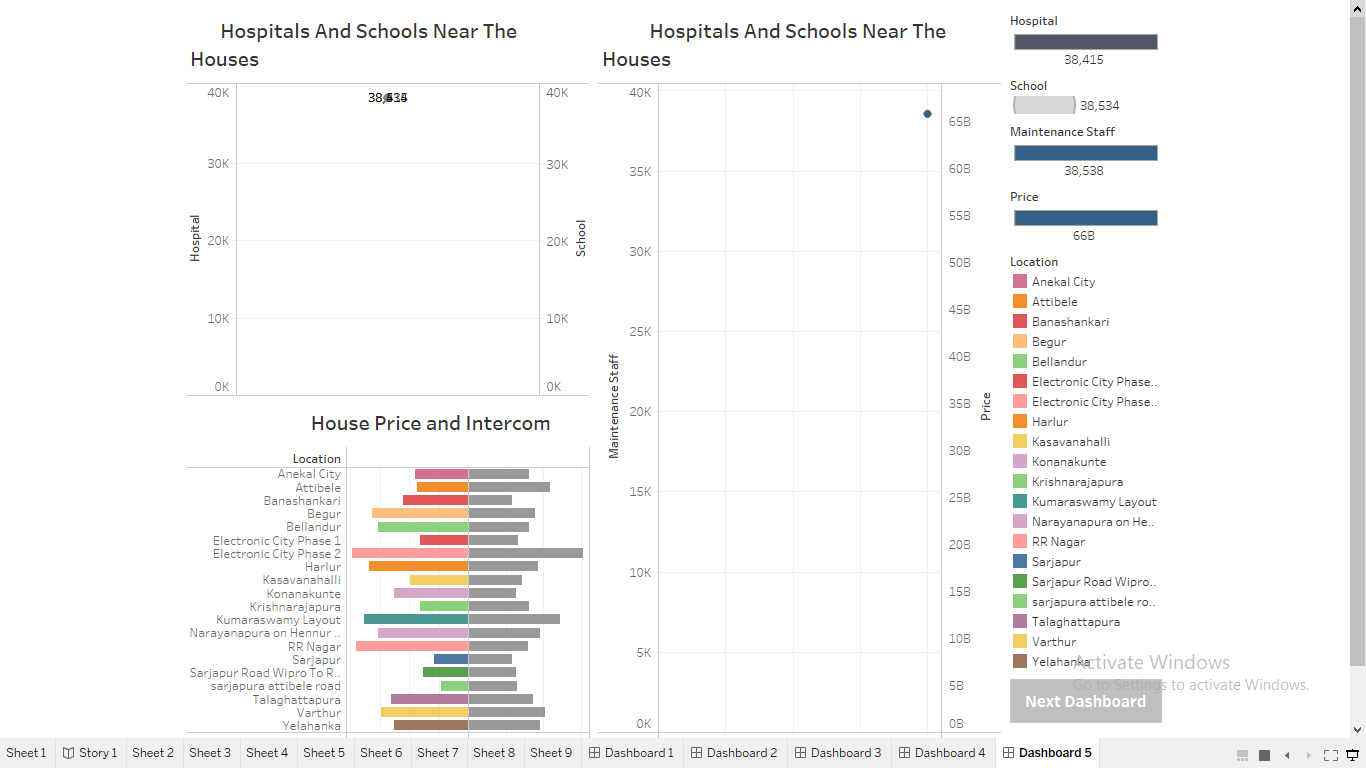 Hospitals And Schools Near The
Houses
40K
30K
20K
10K
0K
Hospital
40K
30K
20K
10K
0K
School
House Price and Intercom
Location
Anekal City
Attibele
Banashankari
Begur
Bellandur
Electronic City Phase 1
Electronic City Phase 2
Harlur
Kasavanahalli
Konanakunte
Krishnarajapura
Kumaraswamy Layout
Narayanapura on Hennur ..
RR Nagar
Sarjapur
Sarjapur Road Wipro To R..
sarjapura attibele road
Talaghattapura
Varthur
Yelahanka
Hospitals And Schools Near The
Houses
40K
35K
30K
25K
20K
15K
10K
5K
0K
Maintenance Staff
65B
60B
55B
50B
45B
40B
35B
30B
25B
20B
15B
10B
5B
0B
Price
Hospital
38,415
School
38,534
Maintenance Staff
38,538
Price
66B
Location
Anekal City
Attibele
Banashankari
Begur
Bellandur
Electronic City Phase..
Electronic City Phase..
Harlur
Kasavanahalli
Konanakunte
Krishnarajapura
Kumaraswamy Layout
Narayanapura on He..
RR Nagar
Sarjapur
Sarjapur Road Wipro..
sarjapura attibele ro..
Talaghattapura
Varthur
Yelahanka
Activate Windows
Go to Settings to activate Windows.
Next Dashboard
Sheet 1 Story 1 Sheet 2 Sheet 3 Sheet 4 Sheet 5 Sheet 6 Sheet 7 Sheet 8 Sheet 9 Dashboard 1 Dashboard 2 Dashboard 3 Dashboard 4 Dashboard 5